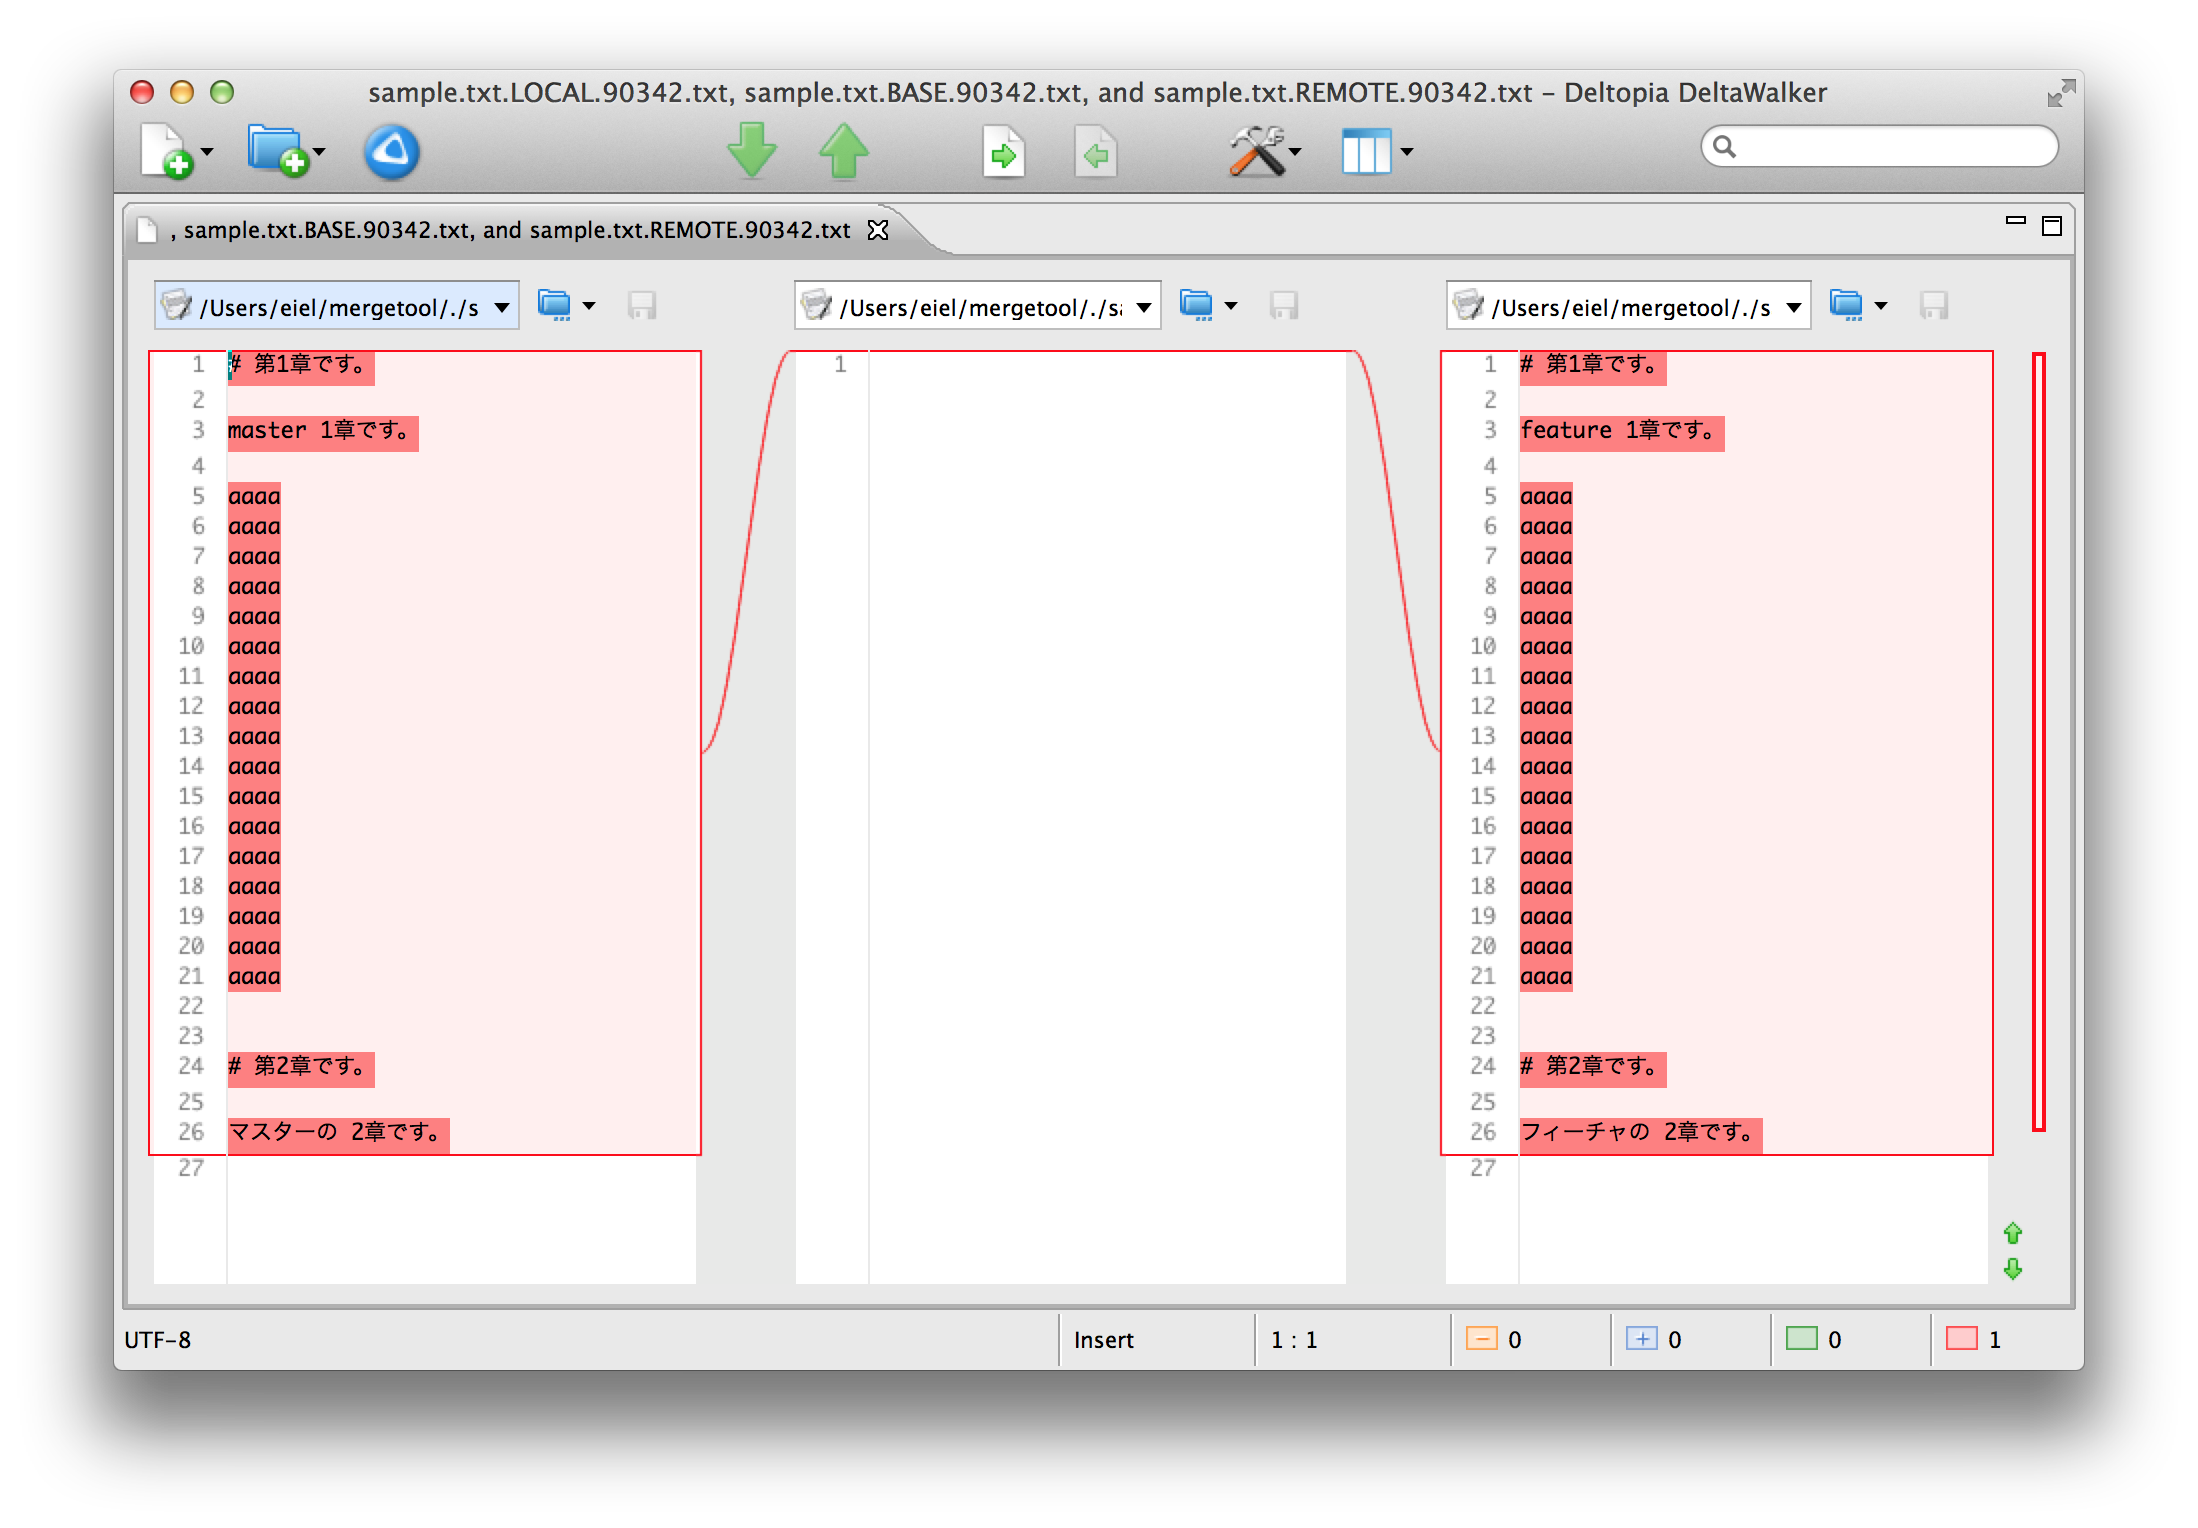 sample.txt.LOCAL.90342.txt, sample.txt.BASE.90342.txt, and sample.txt.REMOTE.90342.txt – Deltopia DeltaWalker
, sample.txt.BASE.90342.txt, and sample.txt.REMOTE.90342.txt
/Users/eiel/mergetool/./s
/Users/eiel/mergetool/./sa
/Users/eiel/mergetool/./s
1 # 第1章です。
2
3 master 1章です。
4
5 aaaa
6 aaaa
7 aaaa
8 aaaa
9 aaaa
10 aaaa
11 aaaa
12 aaaa
13 aaaa
14 aaaa
15 aaaa
16 aaaa
17 aaaa
18 aaaa
19 aaaa
20 aaaa
21 aaaa
22
23
24 # 第2章です。
25
26 マスターの 2章です。
27
1
1 # 第1章です。
2
3 feature 1章です。
4
5 aaaa
6 aaaa
7 aaaa
8 aaaa
9 aaaa
10 aaaa
11 aaaa
12 aaaa
13 aaaa
14 aaaa
15 aaaa
16 aaaa
17 aaaa
18 aaaa
19 aaaa
20 aaaa
21 aaaa
22
23
24 # 第2章です。
25
26 フィーチャの 2章です。
27
UTF-8 Insert 1 : 1 0 0 0 1